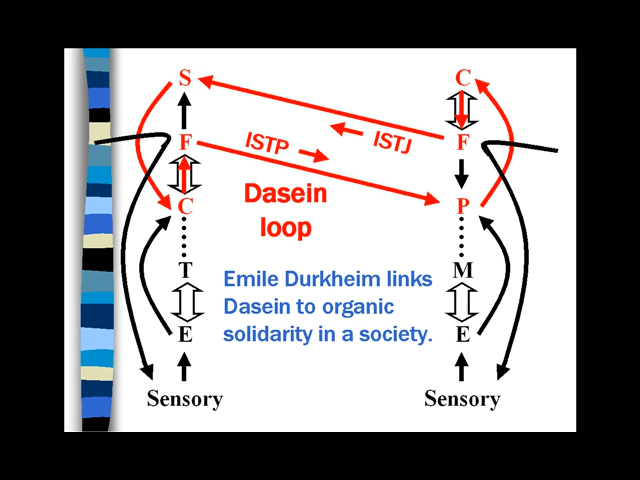 S C
F ISTP ISTJ F
Dasein
loop
C P
T M
Emile Durkheim links
Dasein to organic
solidarity in a society.
E E
Sensory Sensory